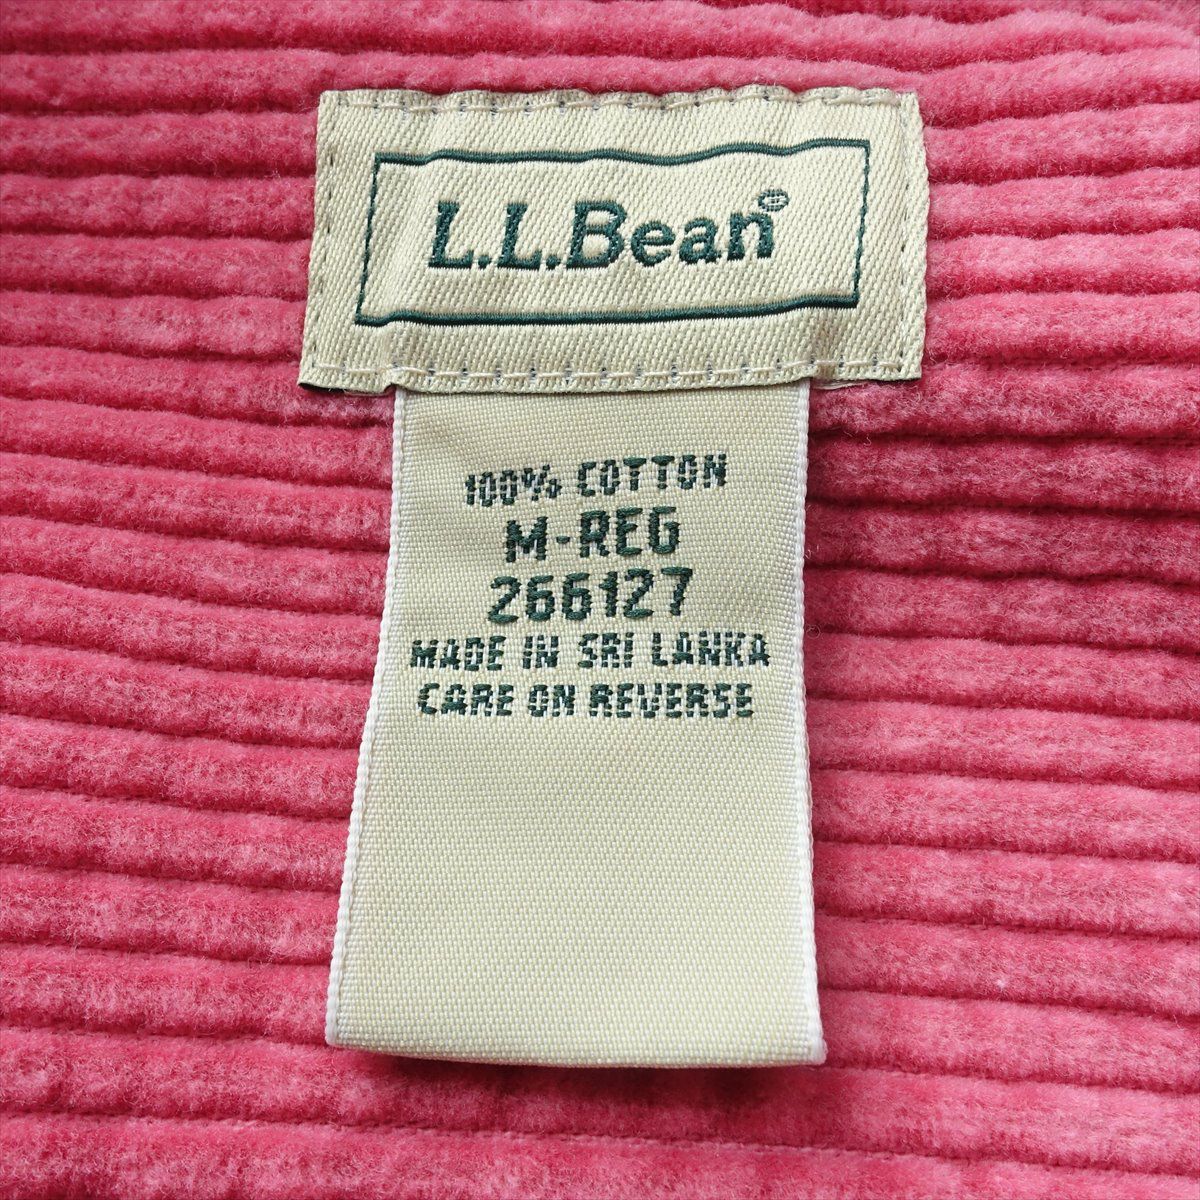 L.L.Bean®
100% COTTON
M-REG
266127
MADE IN SRI LANKA
CARE ON REVERSE